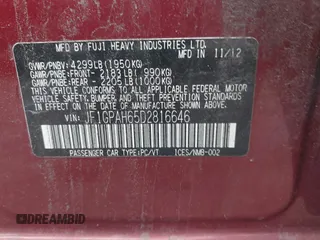 MFD BY FUJI HEAVY INDUSTRIES LTD.
11/12
GVWR/PNBV: 4299LB (1950KG)
GAWR/PNBE:FRONT- 2183LB ( 990KG)
GAWR/PNBE:REAR - 2205LB (1000KG)
THIS VEHICLE CONFORMS TO ALL APPLICABLE
FEDERAL MOTOR VEHICLE SAFETY, BUMPER,
AND THEFT PREVENTION STANDARDS IN EFFECT
ON THE DATE OF MANUFACTURE SHOWN ABOVE.
VIN: JF1GPAH65D2816646
PASSENGER CAR TYPE:PC/VT ICES/NMB-002
DREAMBID